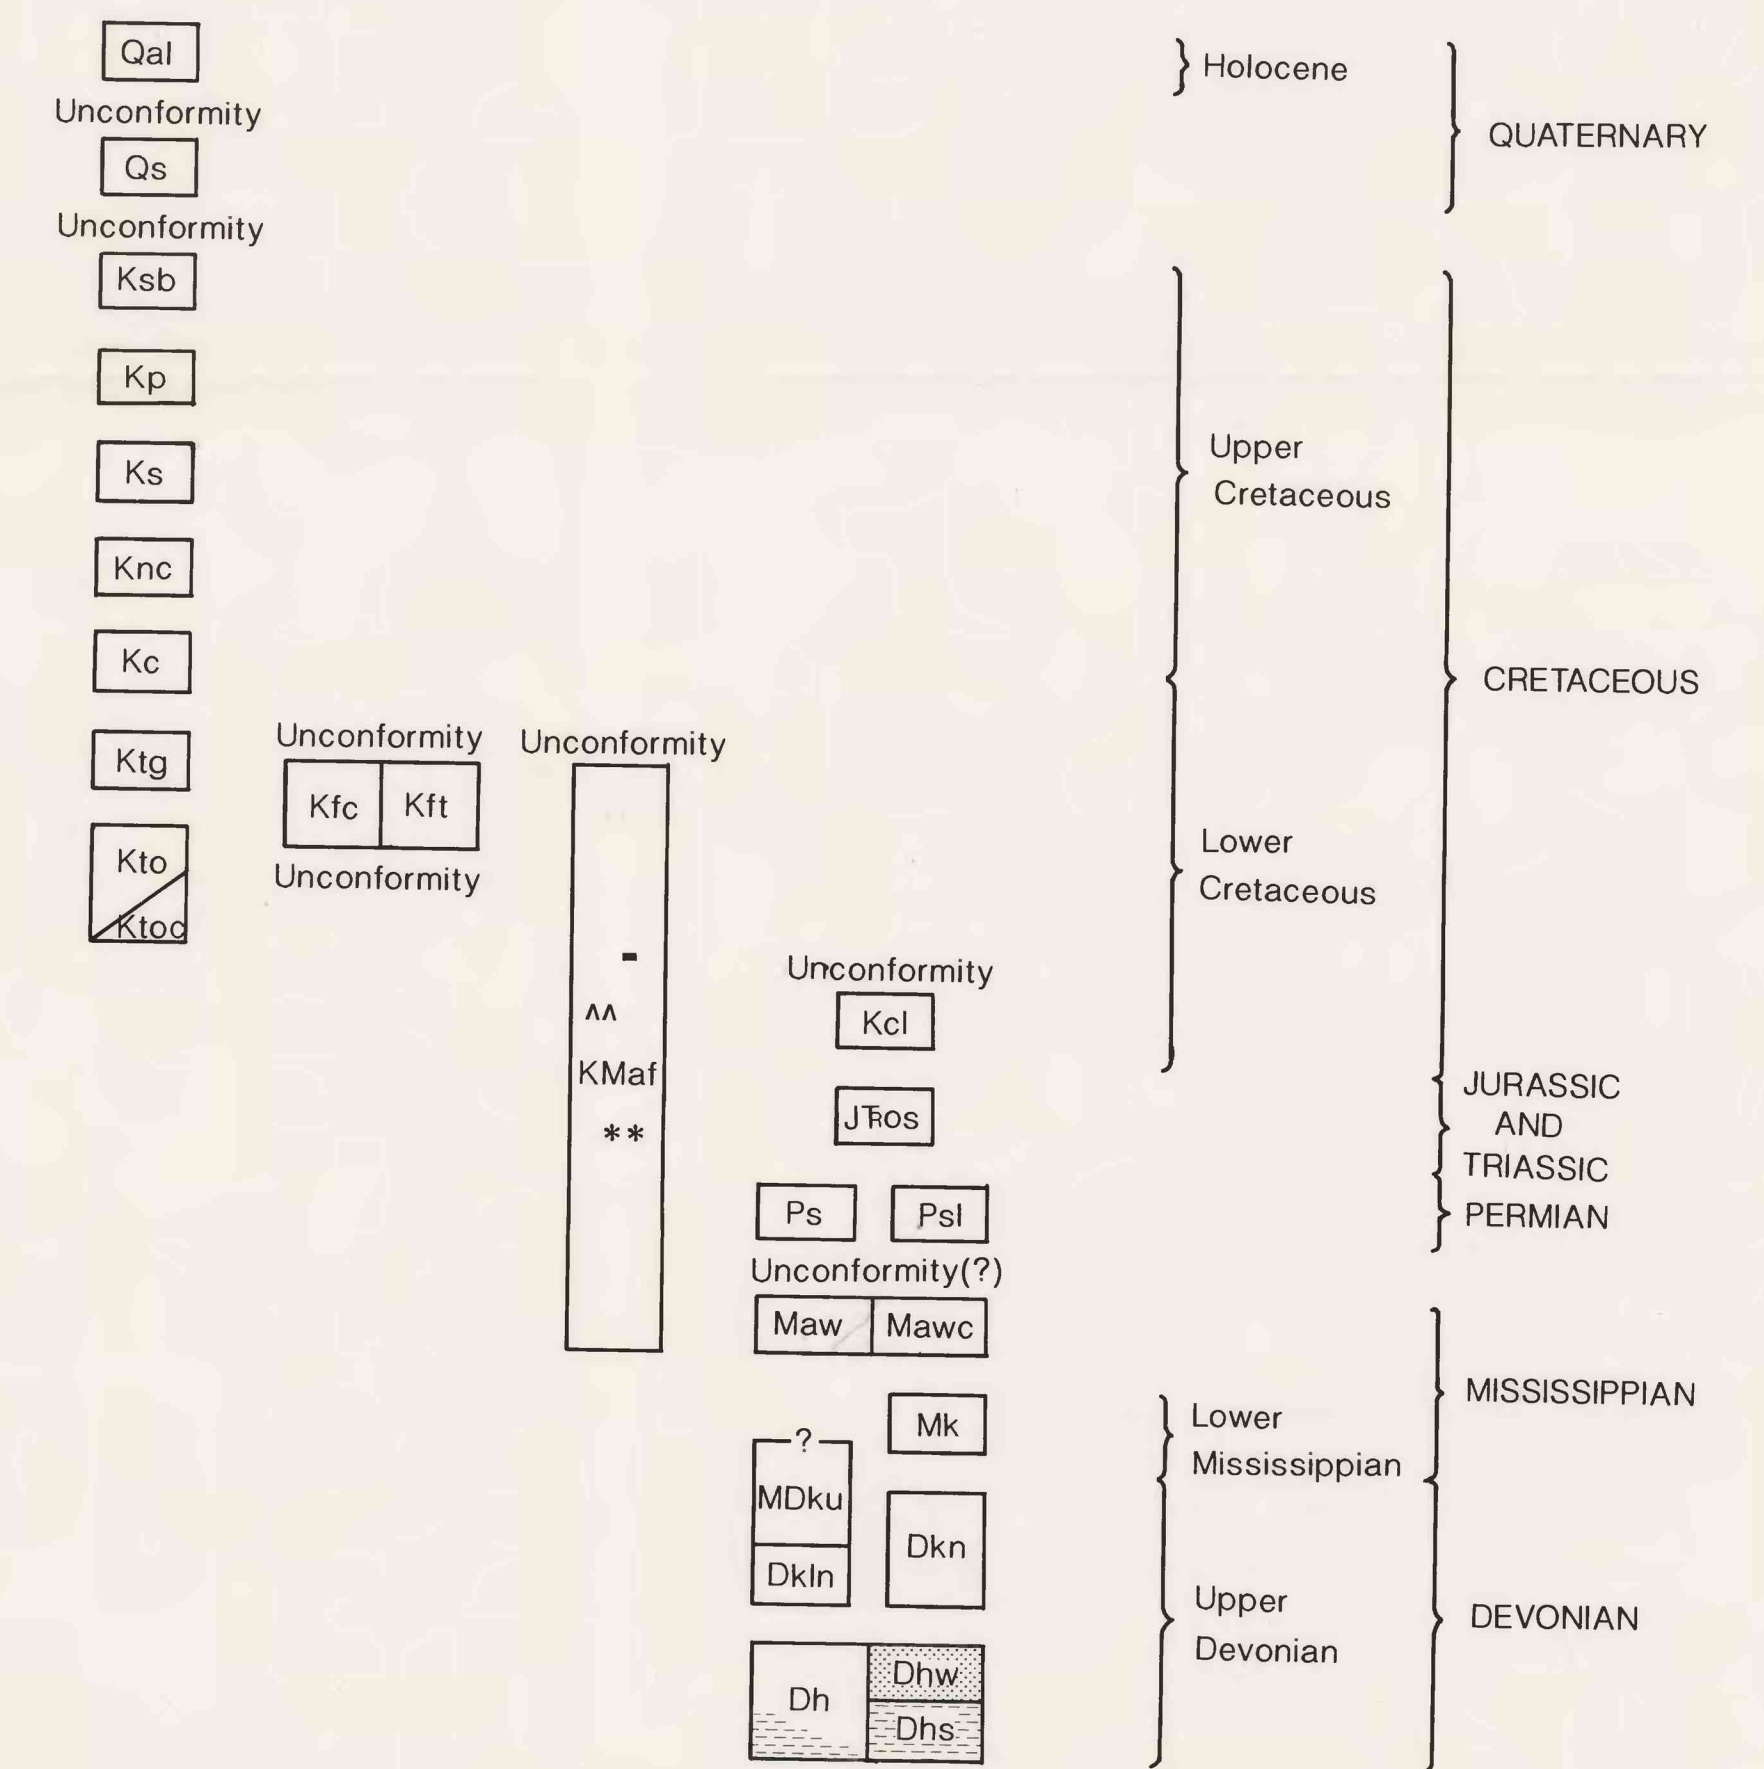 Qal
Holocene
Unconformity
QUATERNARY
Qs
Unconformity
Ksb
Kp
Upper
Cretaceous
Ks
Knc
Kc
CRETACEOUS
Unconformity
Unconformity
Ktg
Kfc
Kft
Lower
Cretaceous
Kto
Unconformity
Ktoc
-
Unconformity
^^
Kcl
KMaf
JURASSIC
AND
TRIASSIC
JTROS
**
Ps
Psl
PERMIAN
Unconformity(?)
Maw
Mawc
MISSISSIPPIAN
Mk
Lower
Mississippian
?
MDku
Dkn
Dkln
Upper
Devonian
DEVONIAN
Dh
Dhw
Dhs